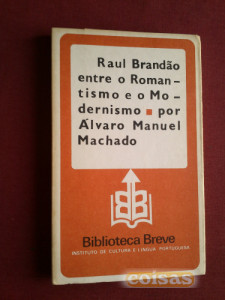 Raul Brandão
entre o Roman-
tismo e o Mo-
dernismo ■ por
Álvaro Manuel
Machado
Biblioteca Breve
INSTITUTO DE CULTURA E LÍNGUA PORTUGUESA
coisas